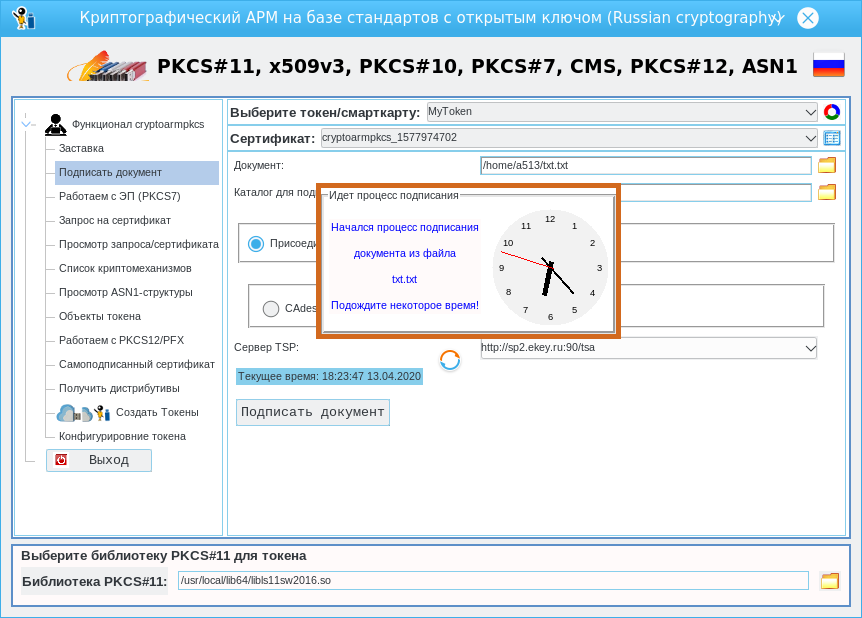 Криптографический АРМ на базе стандартов с открытым ключом (Russian cryptography)
PKCS#11, x509v3, PKCS#10, PKCS#7, CMS, PKCS#12, ASN1
Функционал cryptoarmpkcs
Заставка
Подписать документ
Работаем с ЭП (PKCS7)
Запрос на сертификат
Просмотр запроса/сертификата
Список криптомеханизмов
Просмотр ASN1-структуры
Объекты токена
Работаем с PKCS12/PFX
Самоподписанный сертификат
Получить дистрибутивы
Создать Токены
Конфигурировние токена
Выход
Выберите токен/смарткарту:
MyToken
Сертификат:
cryptoarmpkcs_1577974702
Документ:
/home/a513/txt.txt
Каталог для под
Идет процесс подписания
Начался процесс подписания
документа из файла
txt.txt
Подождите некоторое время!
12
1
2
3
4
5
6
7
8
9
10
11
Присоеди
CAdes
Сервер TSP:
http://sp2.ekey.ru:90/tsa
Текущее время: 18:23:47 13.04.2020
Подписать документ
Выберите библиотеку PKCS#11 для токена
Библиотека PKCS#11:
/usr/local/lib64/libls11sw2016.so